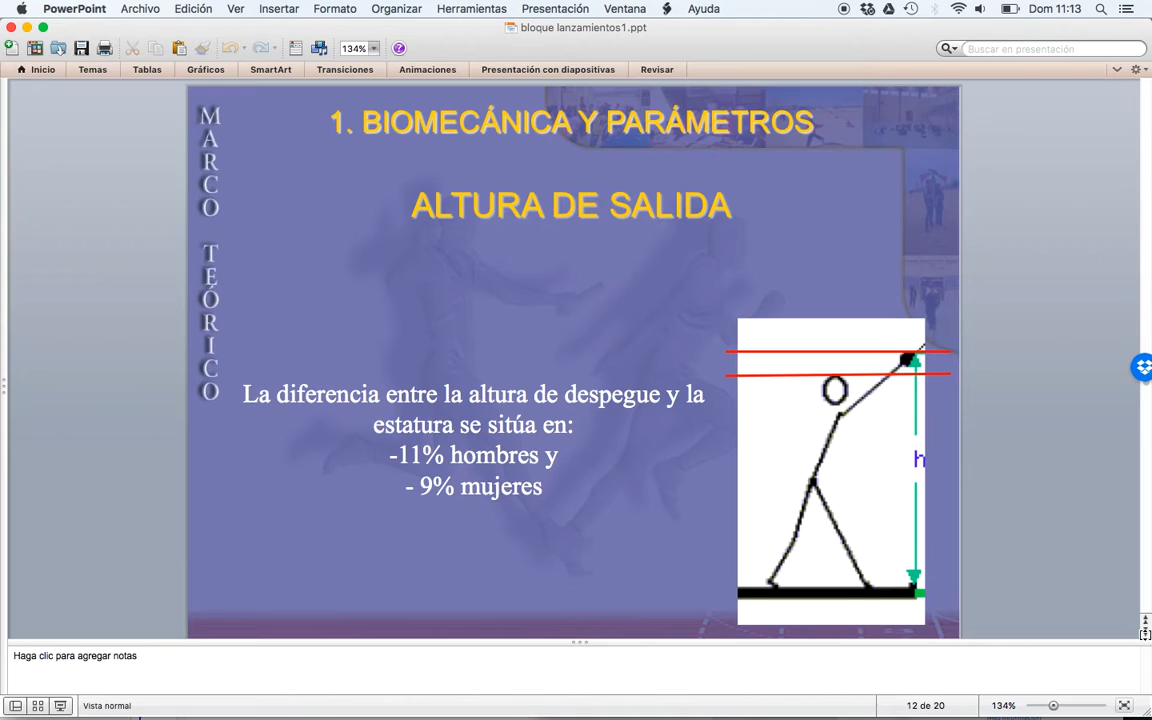 PowerPoint Archivo Edición Ver Insertar Formato Organizar Herramientas Presentación Ventana Ayuda Dom 11:13
bloque lanzamientos1.ppt
134% Buscar en presentación
Inicio Temas Tablas Gráficos SmartArt Transiciones Animaciones Presentación con diapositivas Revisar
MARCO TEÓRICO
1. BIOMECÁNICA Y PARÁMETROS
ALTURA DE SALIDA
La diferencia entre la altura de despegue y la
estatura se sitúa en:
-11% hombres y
- 9% mujeres
h
Haga clic para agregar notas
Vista normal 12 de 20 134%